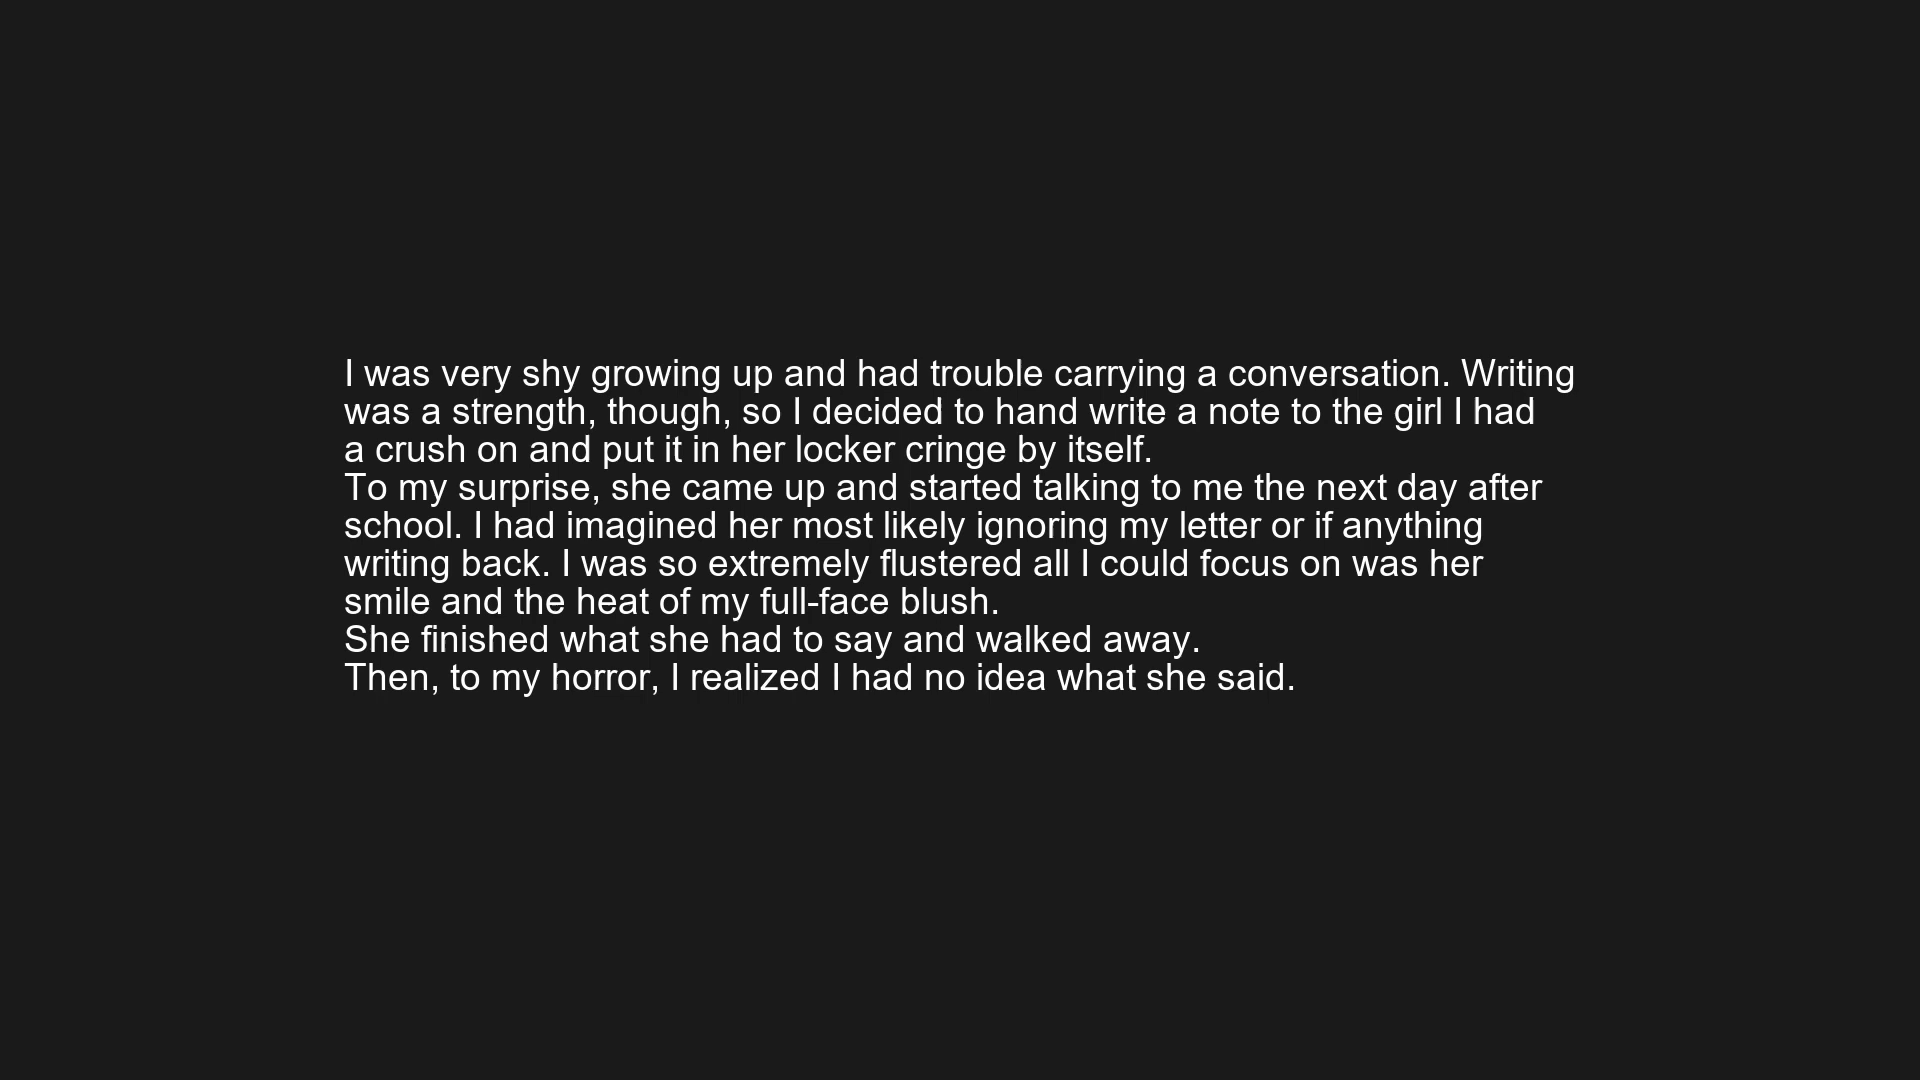 I was very shy growing up and had trouble carrying a conversation. Writing
was a strength, though, so I decided to hand write a note to the girl I had
a crush on and put it in her locker cringe by itself.
To my surprise, she came up and started talking to me the next day after
school. I had imagined her most likely ignoring my letter or if anything
writing back. I was so extremely flustered all I could focus on was her
smile and the heat of my full-face blush.
She finished what she had to say and walked away.
Then, to my horror, I realized I had no idea what she said.